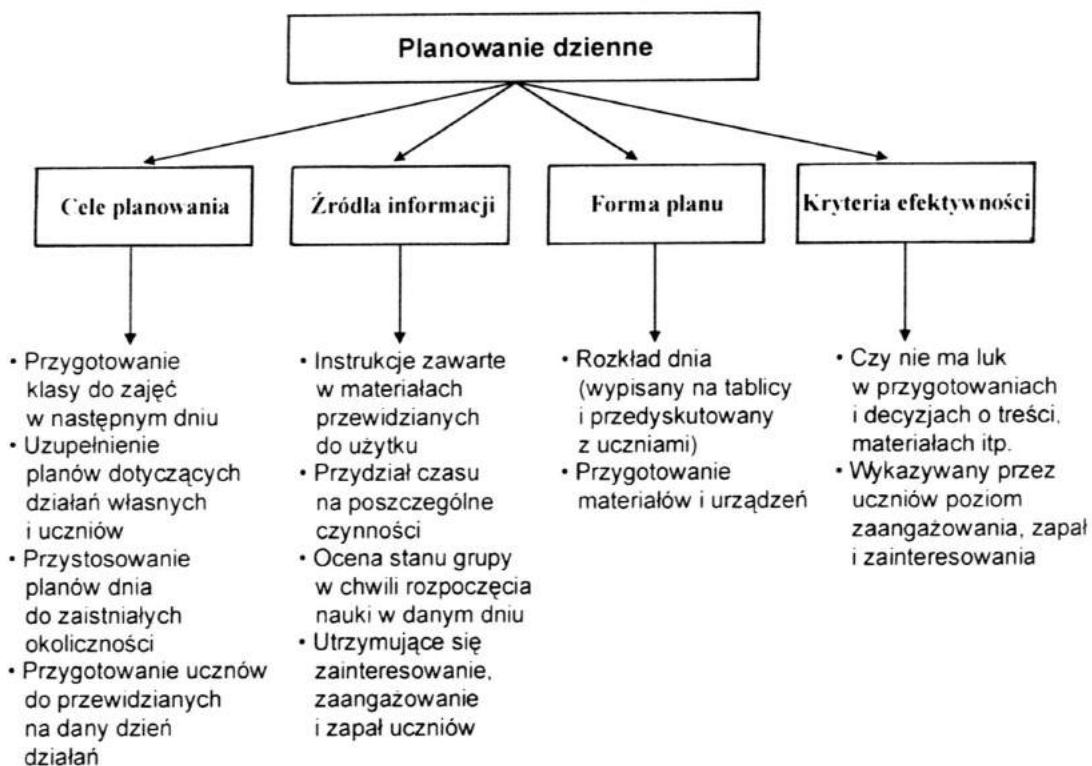 Planowanie dzienne
Cele planowania
Źródła informacji
Forma planu
Kryteria efektywności
• Przygotowanie
klasy do zajęć
w następnym dniu
• Uzupełnienie
planów dotyczących
działań własnych
i uczniów
• Przystosowanie
planów dnia
do zaistniałych
okoliczności
• Przygotowanie ucznów
do przewidzianych
na dany dzień
działań
• Instrukcje zawarte
w materiałach
przewidzianych
do użytku
• Przydział czasu
na poszczególne
czynności
• Ocena stanu grupy
w chwili rozpoczęcia
nauki w danym dniu
• Utrzymujące się
zainteresowanie,
zaangażowanie
i zapał uczniów
• Rozkład dnia
(wypisany na tablicy
i przedyskutowany
z uczniami)
• Przygotowanie
materiałów i urządzeń
• Czy nie ma luk
w przygotowaniach
i decyzjach o treści,
materiałach itp.
• Wykazywany przez
uczniów poziom
zaangażowania, zapał
i zainteresowania